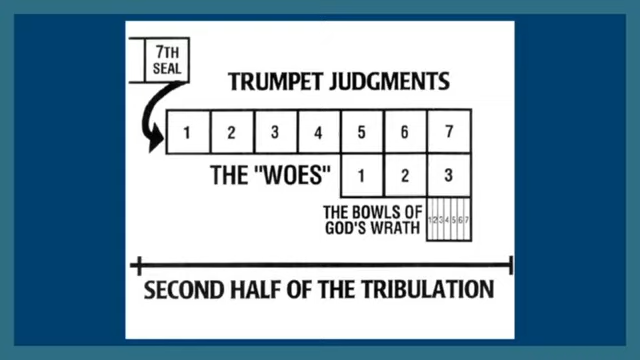 7TH
SEAL
TRUMPET JUDGMENTS
1 2 3 4 5 6 7
THE "WOES" 1 2 3
THE BOWLS OF
GOD'S WRATH
1 2 3 4 5 6 7
SECOND HALF OF THE TRIBULATION